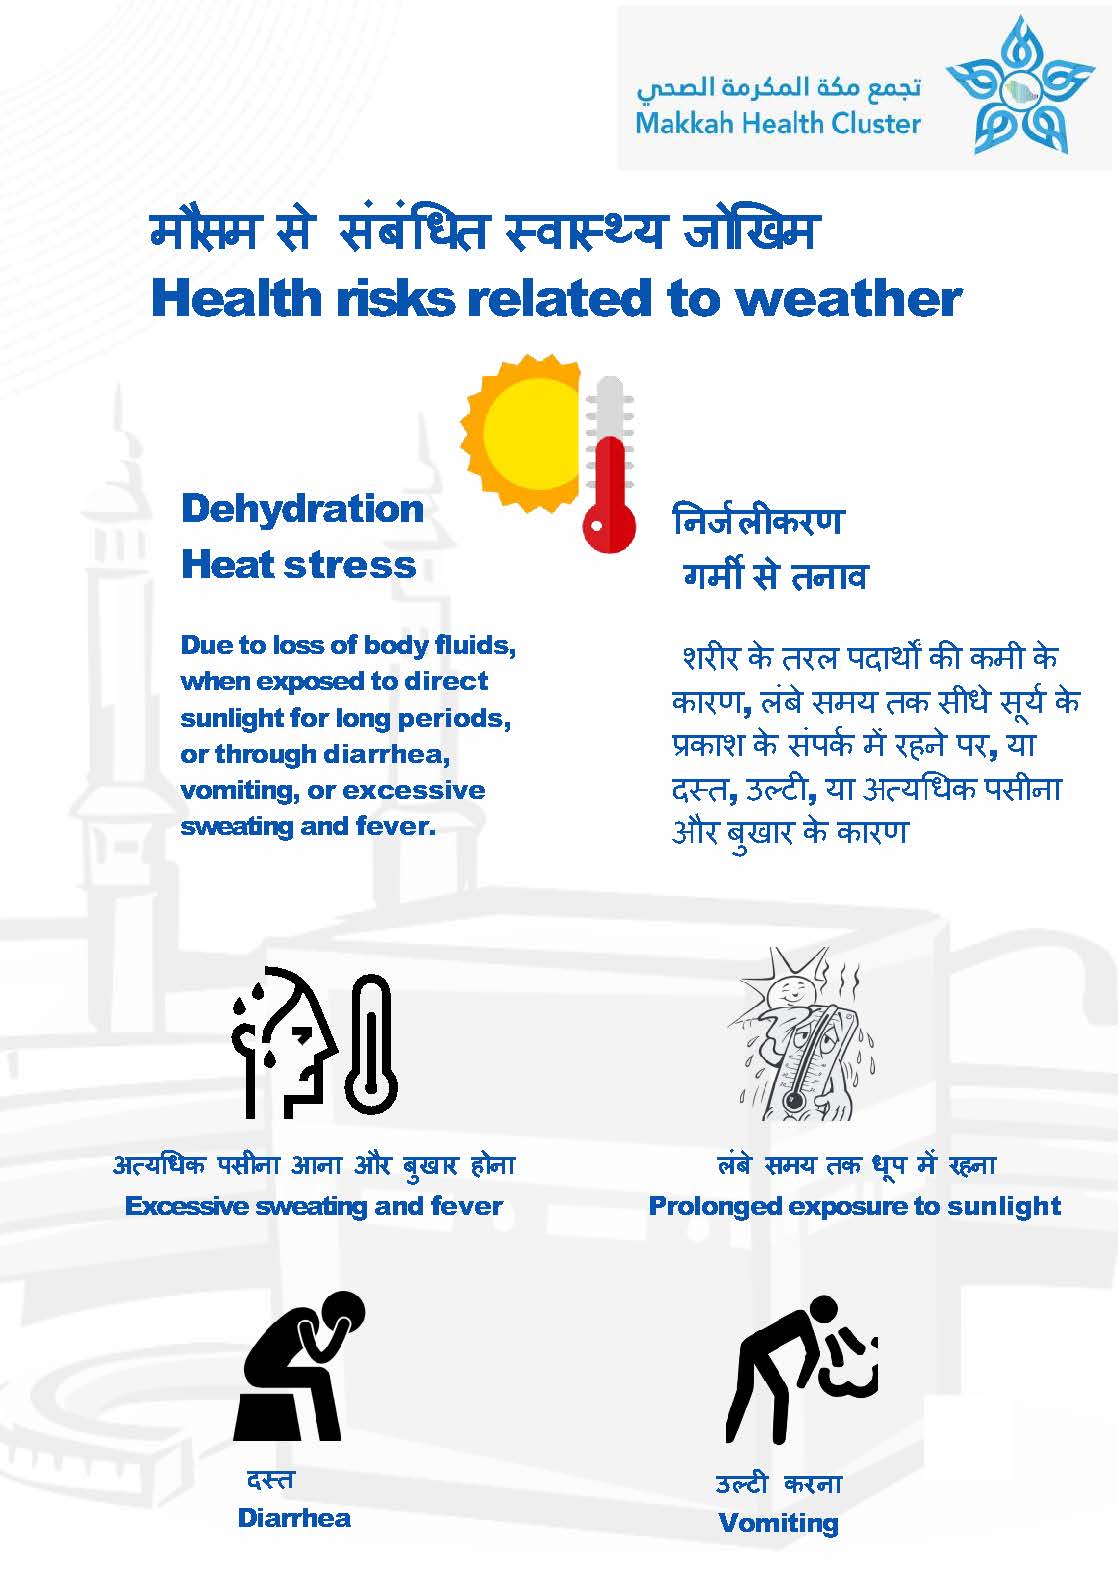 تجمع مكة المكرمة الصحي
Makkah Health Cluster
मौसम से संबंधित स्वास्थ्य जोखिम
Health risks related to weather
Dehydration
Heat stress
Due to loss of body fluids,
when exposed to direct
sunlight for long periods,
or through diarrhea,
vomiting, or excessive
sweating and fever.
निर्जलीकरण
गर्मी से तनाव
शरीर के तरल पदार्थों की कमी के
कारण, लंबे समय तक सीधे सूर्य के
प्रकाश के संपर्क में रहने पर, या
दस्त, उल्टी, या अत्यधिक पसीना
और बुखार के कारण
अत्यधिक पसीना आना और बुखार होना
Excessive sweating and fever
लंबे समय तक धूप में रहना
Prolonged exposure to sunlight
दस्त
Diarrhea
उल्टी करना
Vomiting